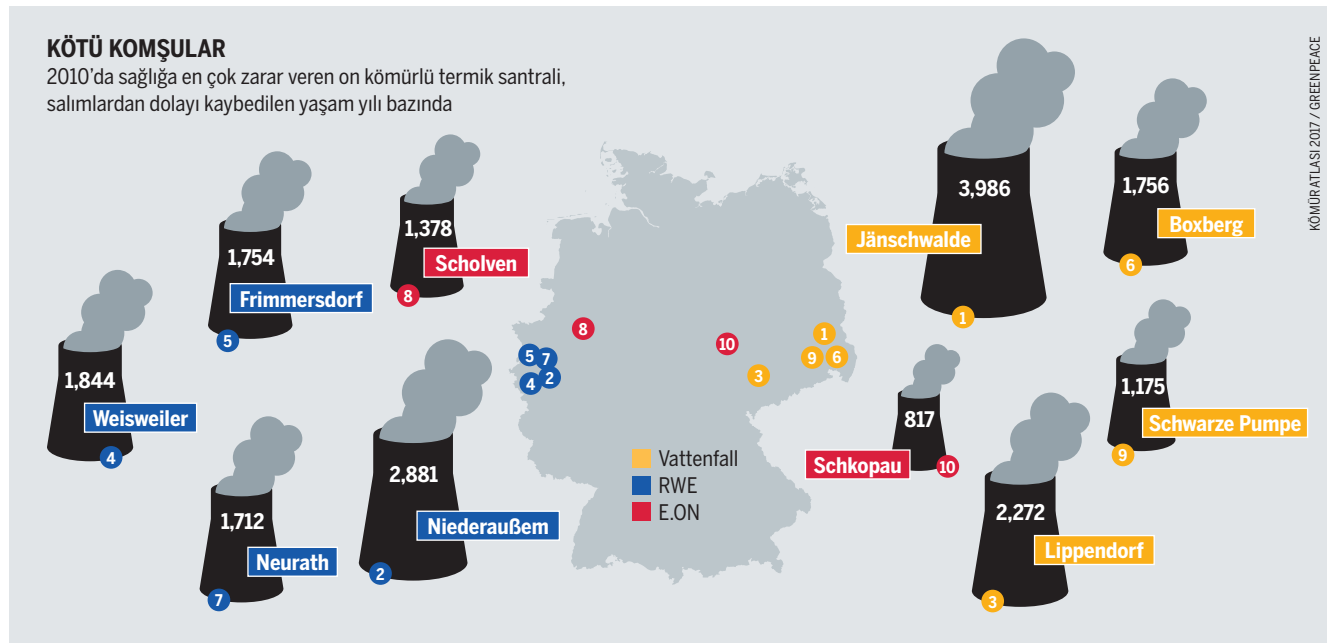 KÖTÜ KOMŞULAR
2010'da sağlığa en çok zarar veren on kömürlü termik santrali,
salımlardan dolayı kaybedilen yaşam yılı bazında
KÖMÜR ATLASI 2017 / GREENPEACE
3,986
Jänschwalde
1
1,756
Boxberg
6
1,378
Scholven
8
1,754
Frimmersdorf
5
1,844
Weisweiler
4
1,712
Neurath
7
2,881
Niederaußem
2
8
5
7
4
2
10
3
1
9
6
Vattenfall
RWE
E.ON
817
Schkopau
10
1,175
Schwarze Pumpe
9
2,272
Lippendorf
3